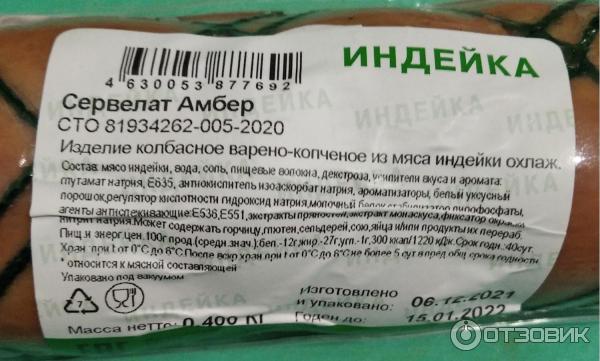 ИНДЕЙКА
4 630053 877692
Сервелат Амбер
СТО 81934262-005-2020
Изделие колбасное варено-копченое из мяса индейки охлаж.
Состав: мясо индейки, вода, соль, пищевые волокна, декстроза, усилители вкуса и аромата:
глутамат натрия, Е635, антиокислитель изоаскорбат натрия, ароматизаторы, белый уксусный
порошок, регулятор кислотности гидроксид натрия, молочный белок, стабилизатор пирофосфаты,
агенты антислеживающие: Е536, Е551, экстракты пряностей, экстракт монаскуса, фиксатор окраски
нитрит натрия. Может содержать горчицу, глютен, сельдерей, сою, яйца и/или продукты их перераб.
Пищ. и энерг. цен. 100г прод. (средн. знач.): бел.-12г, жир-27г, угл.-1г, 300 ккал/1220 кДж. Срок годн.: 40сут.
Хран. при t от 0°С до 6°С. После вскр. хран. при t от 0°С до 6°С не более 5 сут в пред. общ. срока годности.
* относится к мясной составляющей
Упаковано под вакуумом
7
Изготовлено
и упаковано: 06.12.2021
Годен до: 15.01.2022
Масса нетто: 0,400 кг
ОТЗОВИК